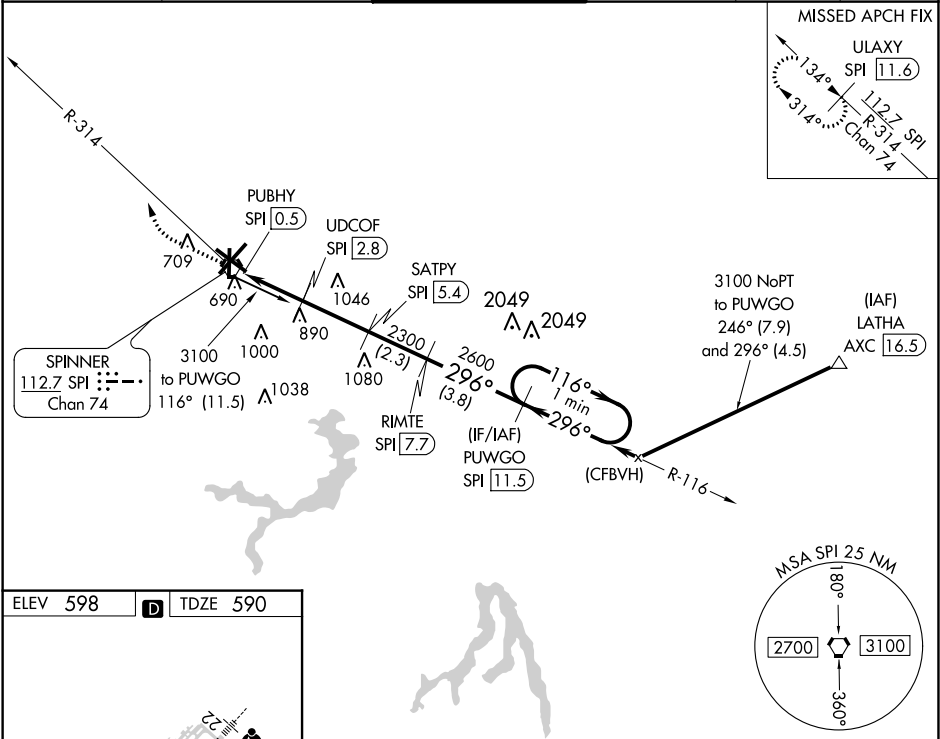 MISSED APCH FIX
ULAXY
SPI 11.6
134°
314°
112.7 SPI
R-314
Chan 74
R-314
PUBHY
SPI 0.5
UDCOF
SPI 2.8
SATPY
SPI 5.4
709
690
1046
890
1000
1038
1080
2049
2049
3100 NoPT
to PUWGO
246° (7.9)
and 296° (4.5)
(IAF)
LATHA
AXC 16.5
SPINNER
112.7 SPI
Chan 74
3100
to PUWGO
116° (11.5)
2300
(2.3)
2600
296°
(3.8)
116°
1 min
296°
RIMTE
SPI 7.7
(IF/IAF)
PUWGO
SPI 11.5
(CFBVH)
R-116
MSA SPI 25 NM
180°
2700
3100
360°
ELEV 598
D
TDZE 590
22